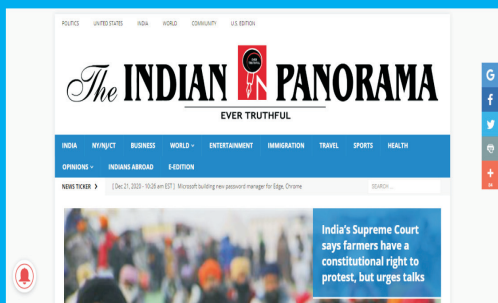 POLITICS UNITED STATES INDIA WORLD COMMUNITY U.S. EDITION
The INDIAN PANORAMA
EVER TRUTHFUL
INDIA NY/NJ/CT BUSINESS WORLD ENTERTAINMENT IMMIGRATION TRAVEL SPORTS HEALTH
OPINIONS INDIANS ABROAD E-EDITION
NEWS TICKER [ Dec 21, 2020 - 10:26 am EST ] Microsoft building new password manager for Edge, Chrome SEARCH ...
India's Supreme Court
says farmers have a
constitutional right to
protest, but urges talks